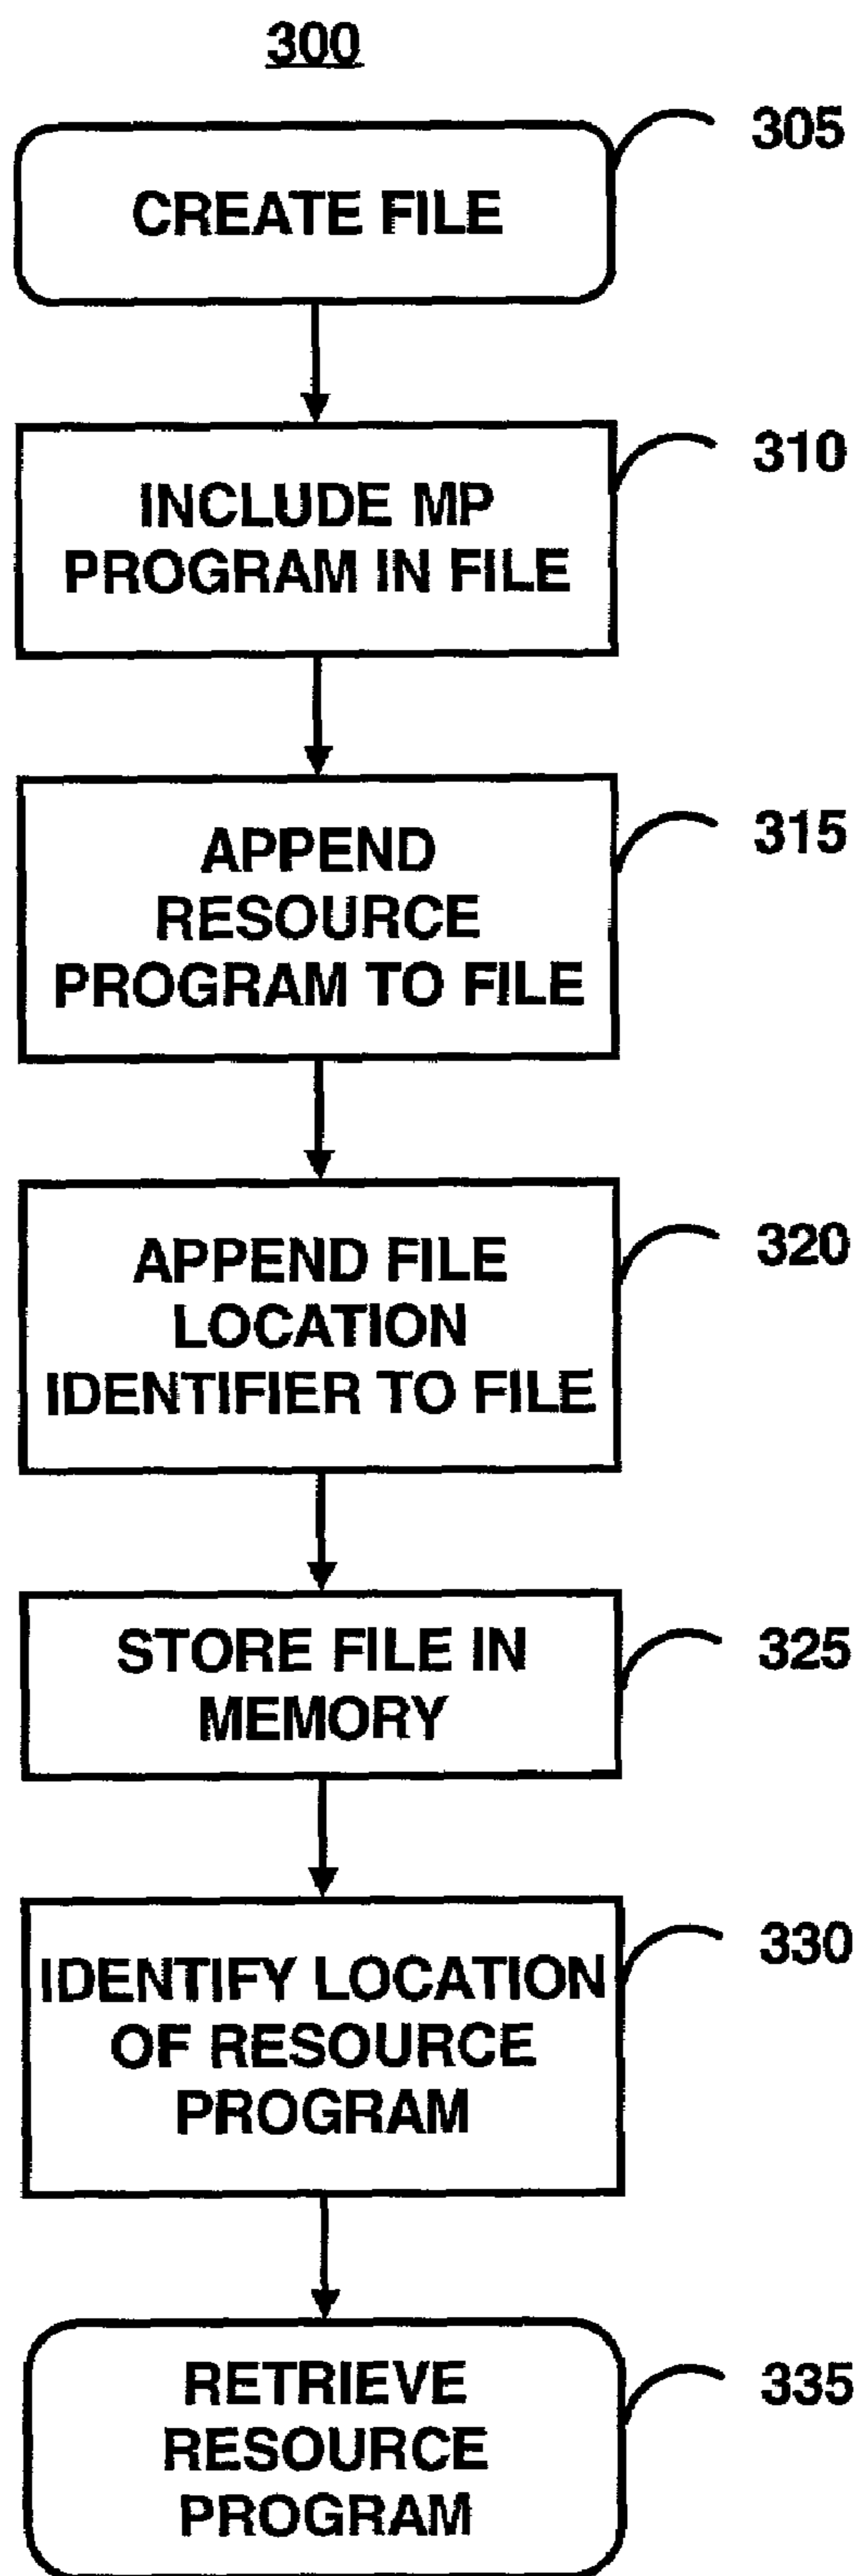 300
305
CREATE FILE
310
INCLUDE MP
PROGRAM IN FILE
315
APPEND
RESOURCE
PROGRAM TO FILE
320
APPEND FILE
LOCATION
IDENTIFIER TO FILE
325
STORE FILE IN
MEMORY
330
IDENTIFY LOCATION
OF RESOURCE
PROGRAM
335
RETRIEVE
RESOURCE
PROGRAM